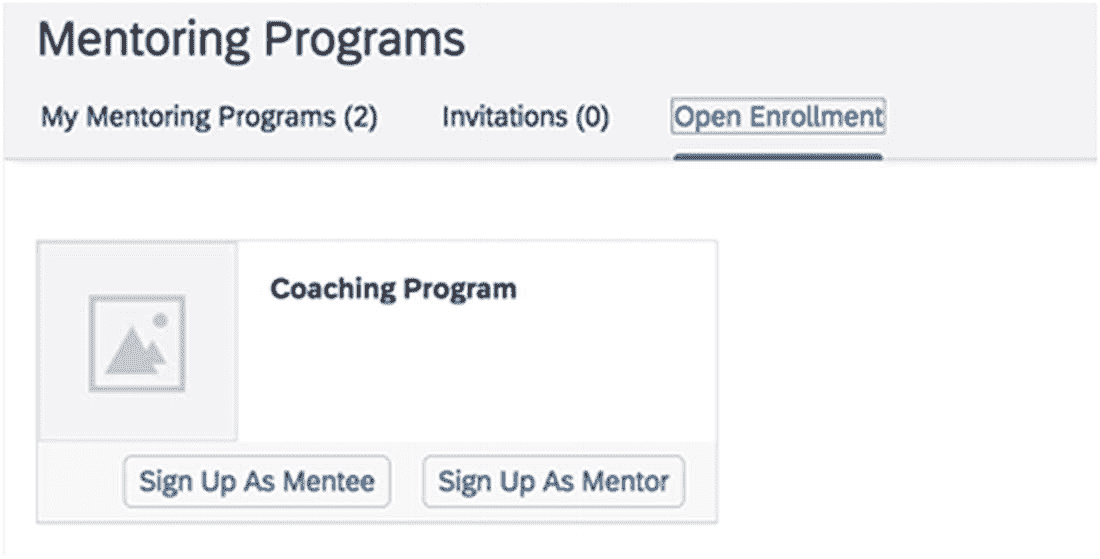 Mentoring Programs
My Mentoring Programs (2) Invitations (0) Open Enrollment
Coaching Program
Sign Up As Mentee Sign Up As Mentor